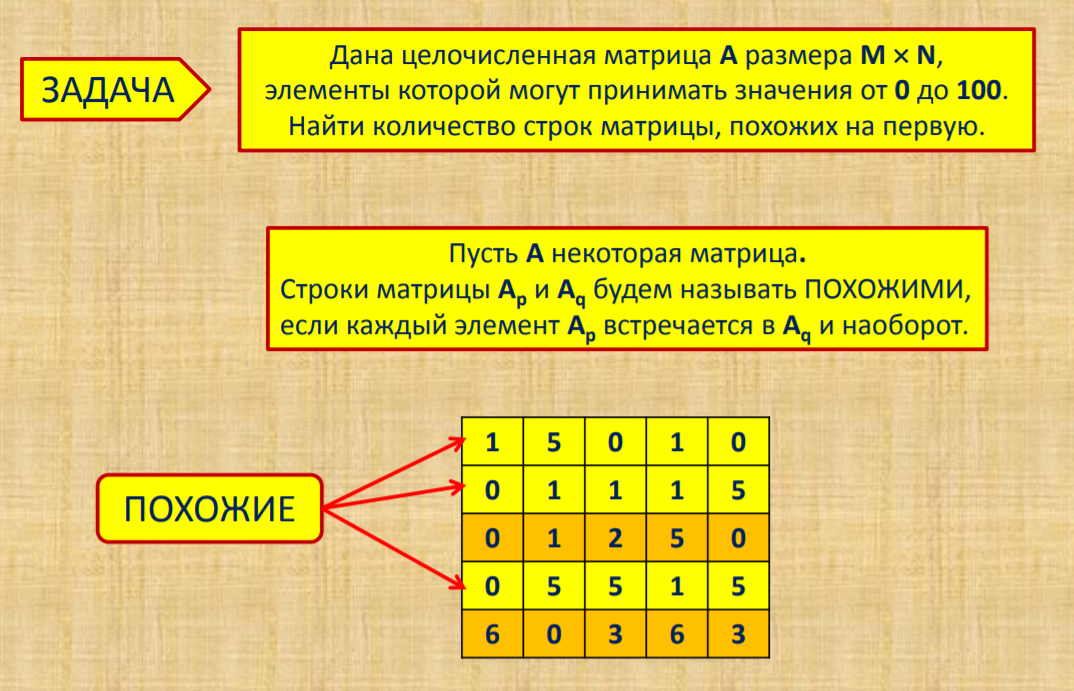 ЗАДАЧА
Дана целочисленная матрица A размера M × N,
элементы которой могут принимать значения от 0 до 100.
Найти количество строк матрицы, похожих на первую.
Пусть A некоторая матрица.
Строки матрицы Aₚ и A_q будем называть ПОХОЖИМИ,
если каждый элемент Aₚ встречается в A_q и наоборот.
ПОХОЖИЕ
1 5 0 1 0
0 1 1 1 5
0 1 2 5 0
0 5 5 1 5
6 0 3 6 3